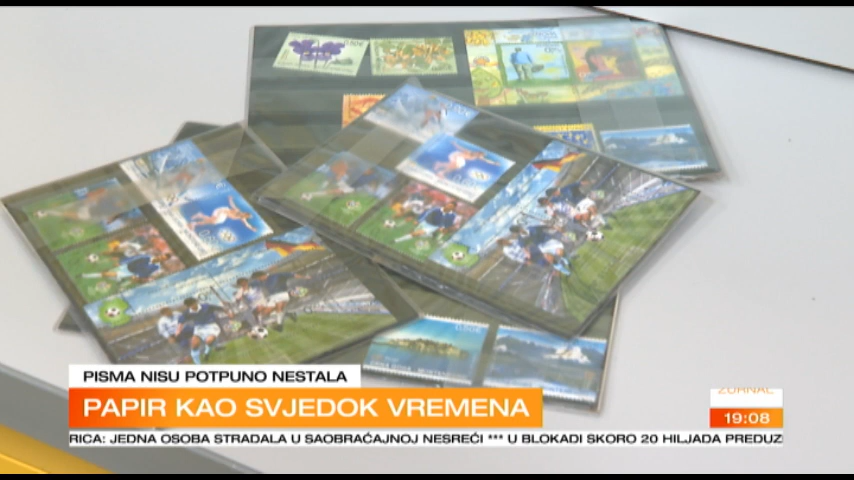 PISMA NISU POTPUNO NESTALA
PAPIR KAO SVJEDOK VREMENA
ŽURNAL
19:08
RICA: JEDNA OSOBA STRADALA U SAOBRAĆAJNOJ NESREĆI *** U BLOKADI SKORO 20 HILJADA PREDUZ